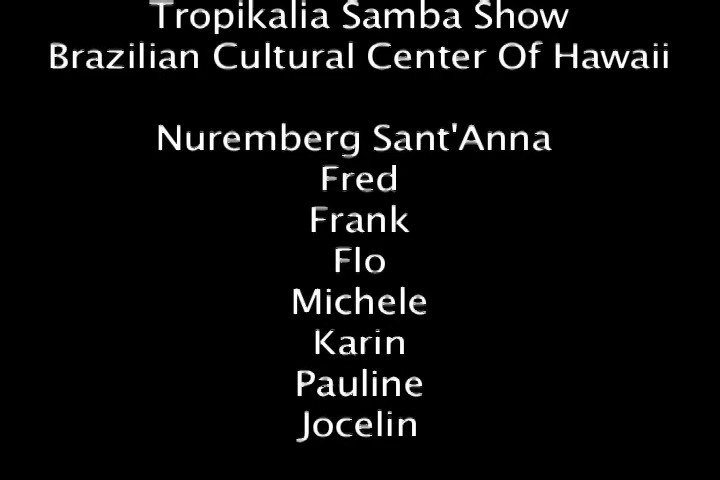 Tropikalia Samba Show
Brazilian Cultural Center Of Hawaii
Nuremberg Sant'Anna
Fred
Frank
Flo
Michele
Karin
Pauline
Jocelin